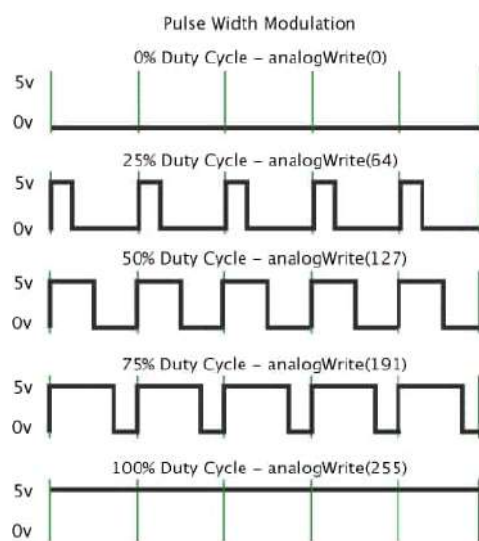 Pulse Width Modulation
0% Duty Cycle – analogWrite(0)
5v
0v
25% Duty Cycle – analogWrite(64)
5v
0v
50% Duty Cycle – analogWrite(127)
5v
0v
75% Duty Cycle – analogWrite(191)
5v
0v
100% Duty Cycle – analogWrite(255)
5v
0v